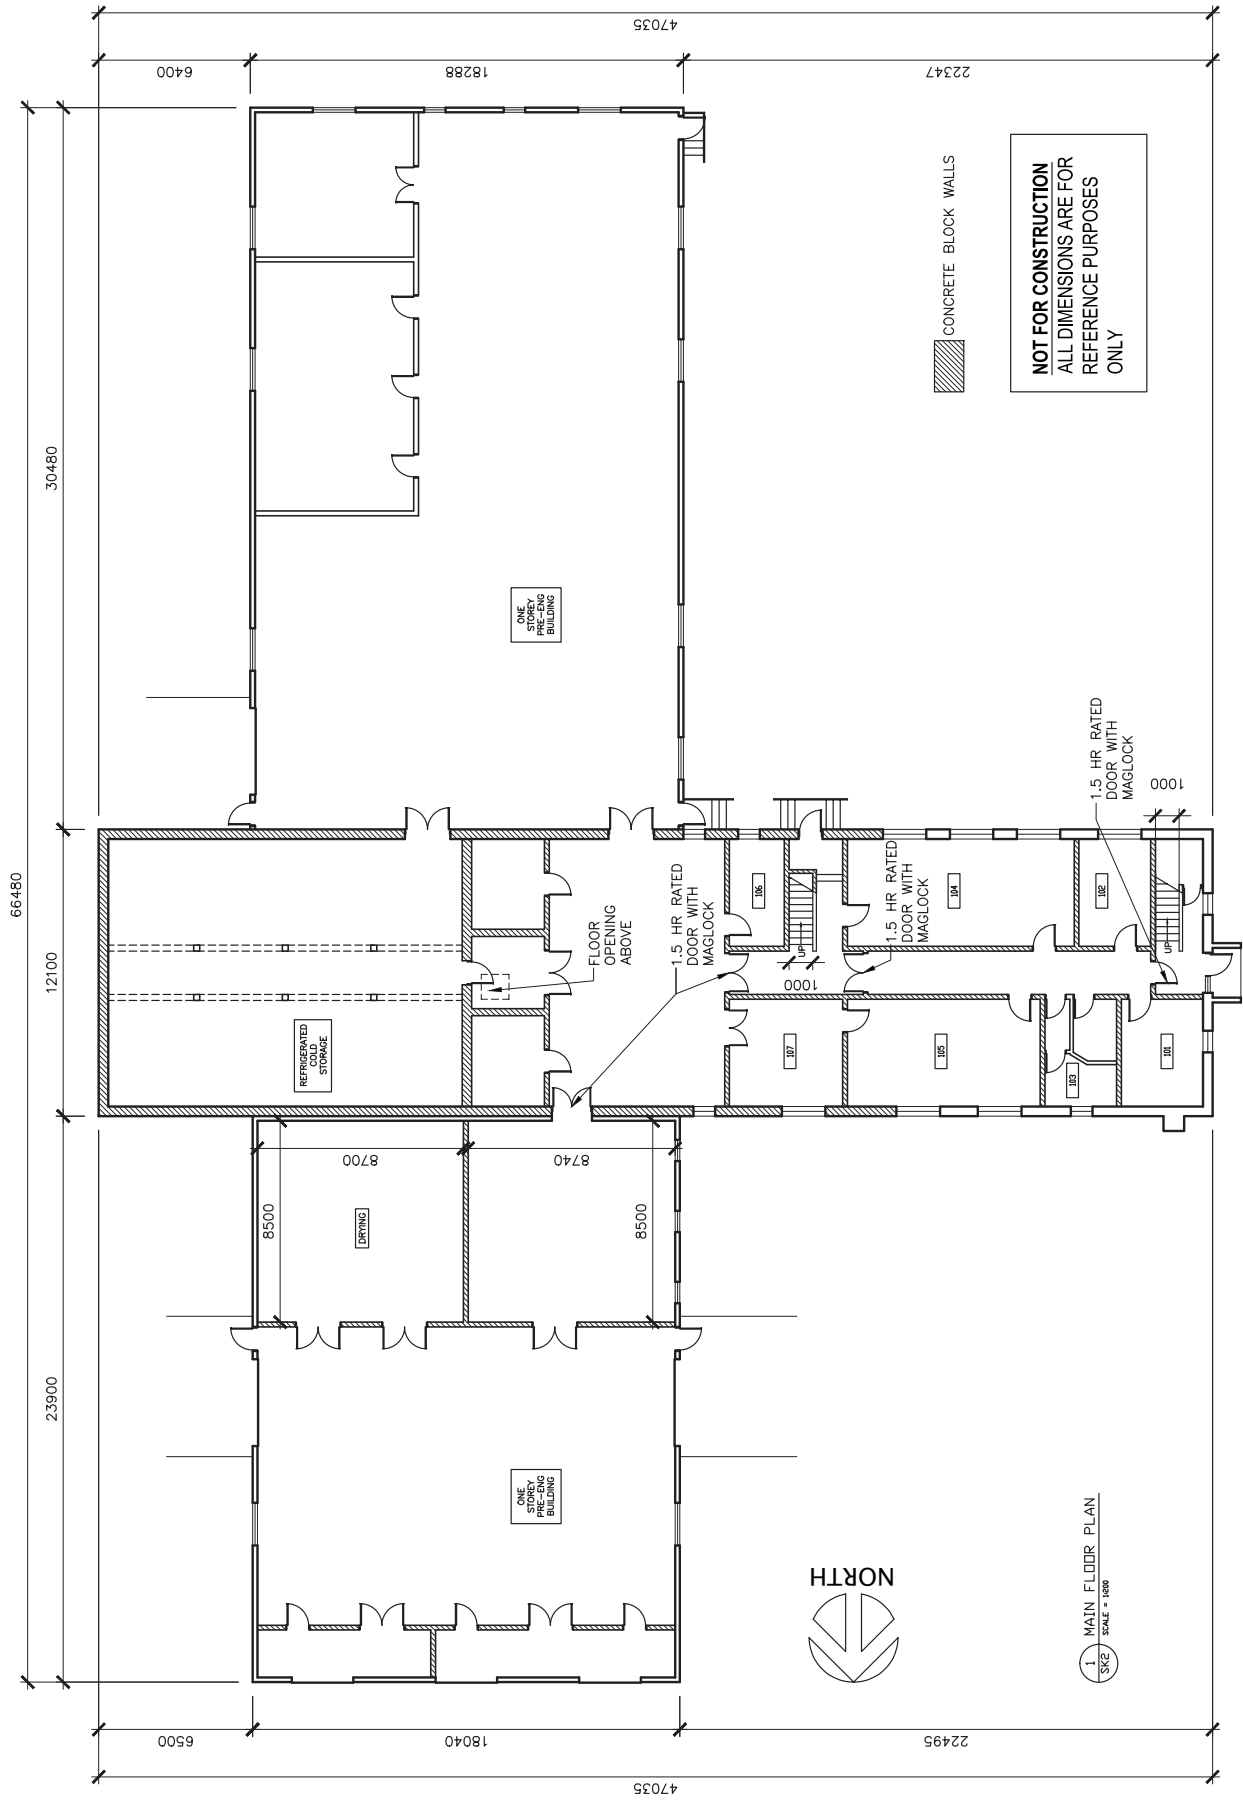 47035
6400
18288
22347
66480
30480
12100
23900
CONCRETE BLOCK WALLS
NOT FOR CONSTRUCTION
ALL DIMENSIONS ARE FOR
REFERENCE PURPOSES
ONLY
ONE
STOREY
PRE-ENG
BUILDING
1.5 HR RATED
DOOR WITH
MAGLOCK
1000
REFRIGERATED
COLD
STORAGE
FLOOR
OPENING
ABOVE
1.5 HR RATED
DOOR WITH
MAGLOCK
1.5 HR RATED
DOOR WITH
MAGLOCK
106
104
102
UP
UP
1000
107
105
103
101
8700
8740
8500
8500
DRYING
ONE
STOREY
PRE-ENG
BUILDING
NORTH
1
SK2
MAIN FLOOR PLAN
SCALE = 1:200
6500
18040
22495
47035